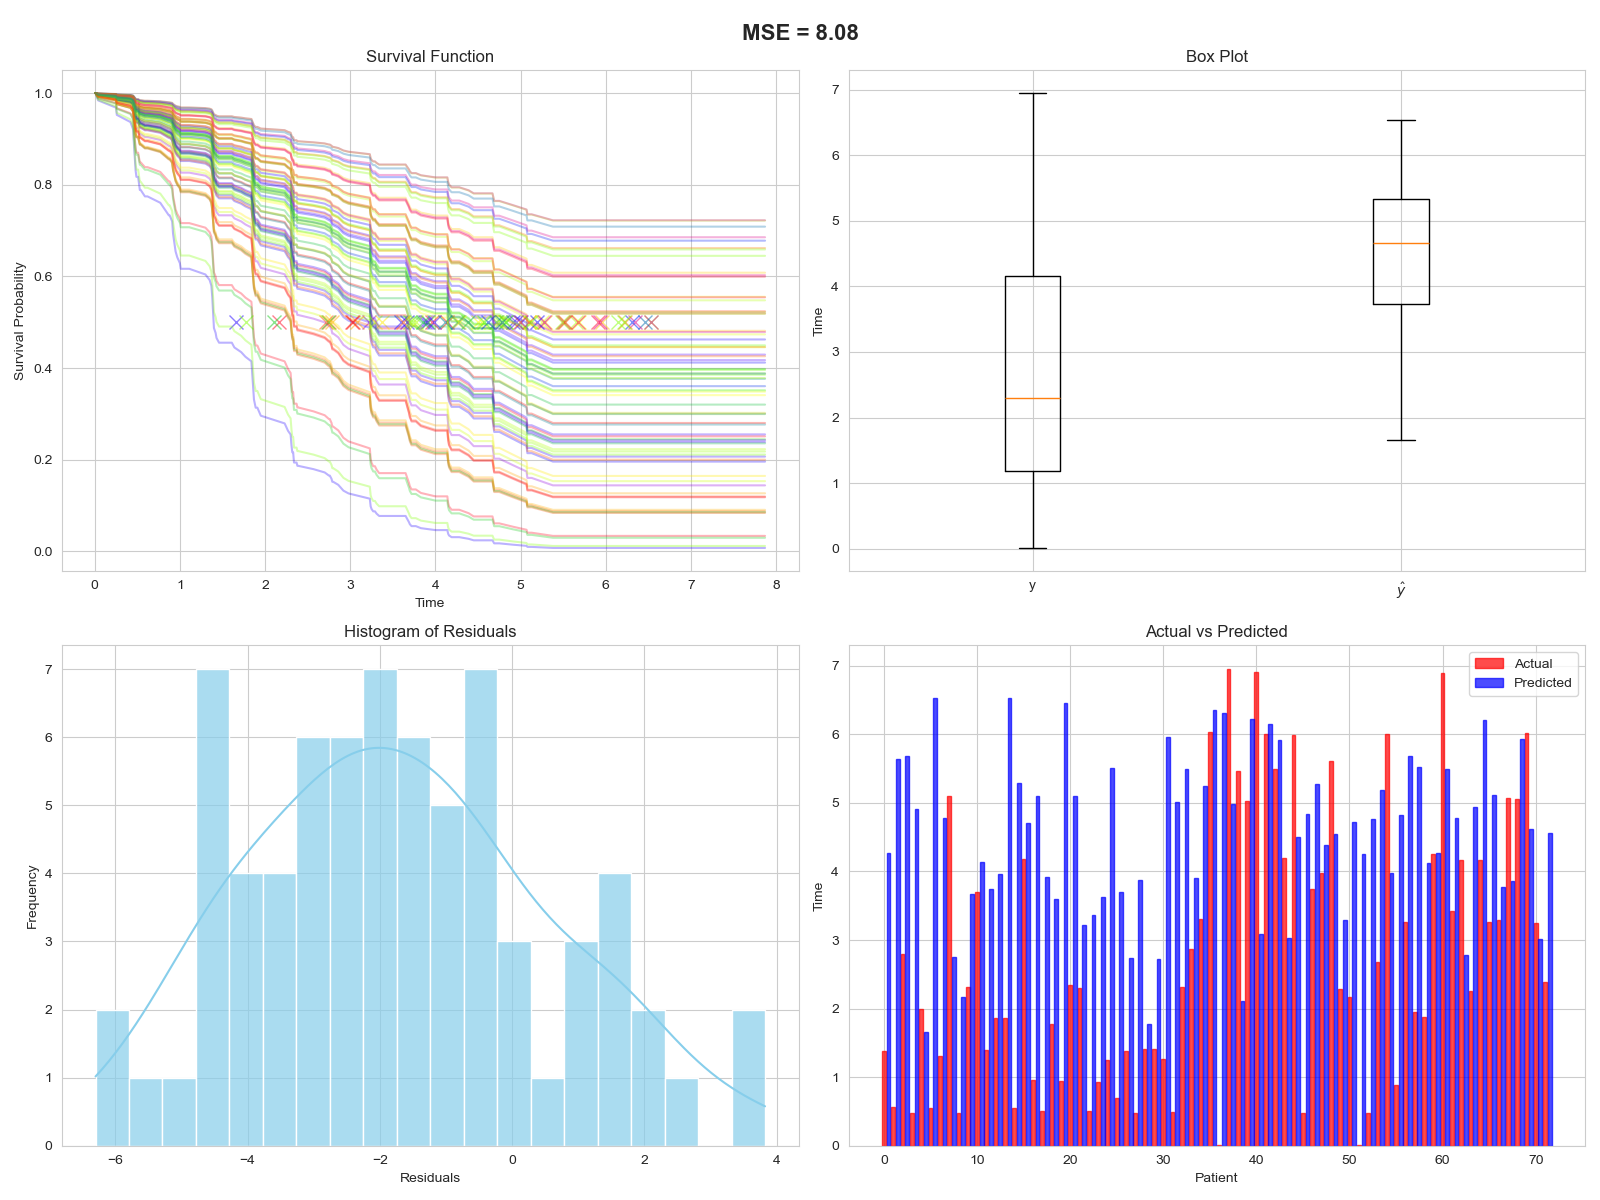 MSE = 8.08
Survival Function
Survival Probability
1.0
0.8
0.6
0.4
0.2
0.0
0 1 2 3 4 5 6 7 8
Time
Box Plot
Time
7
6
5
4
3
2
1
0
y ŷ
Histogram of Residuals
Frequency
7
6
5
4
3
2
1
0
−6 −4 −2 0 2 4
Residuals
Actual vs Predicted
Time
7
6
5
4
3
2
1
0
Actual
Predicted
0 10 20 30 40 50 60 70
Patient